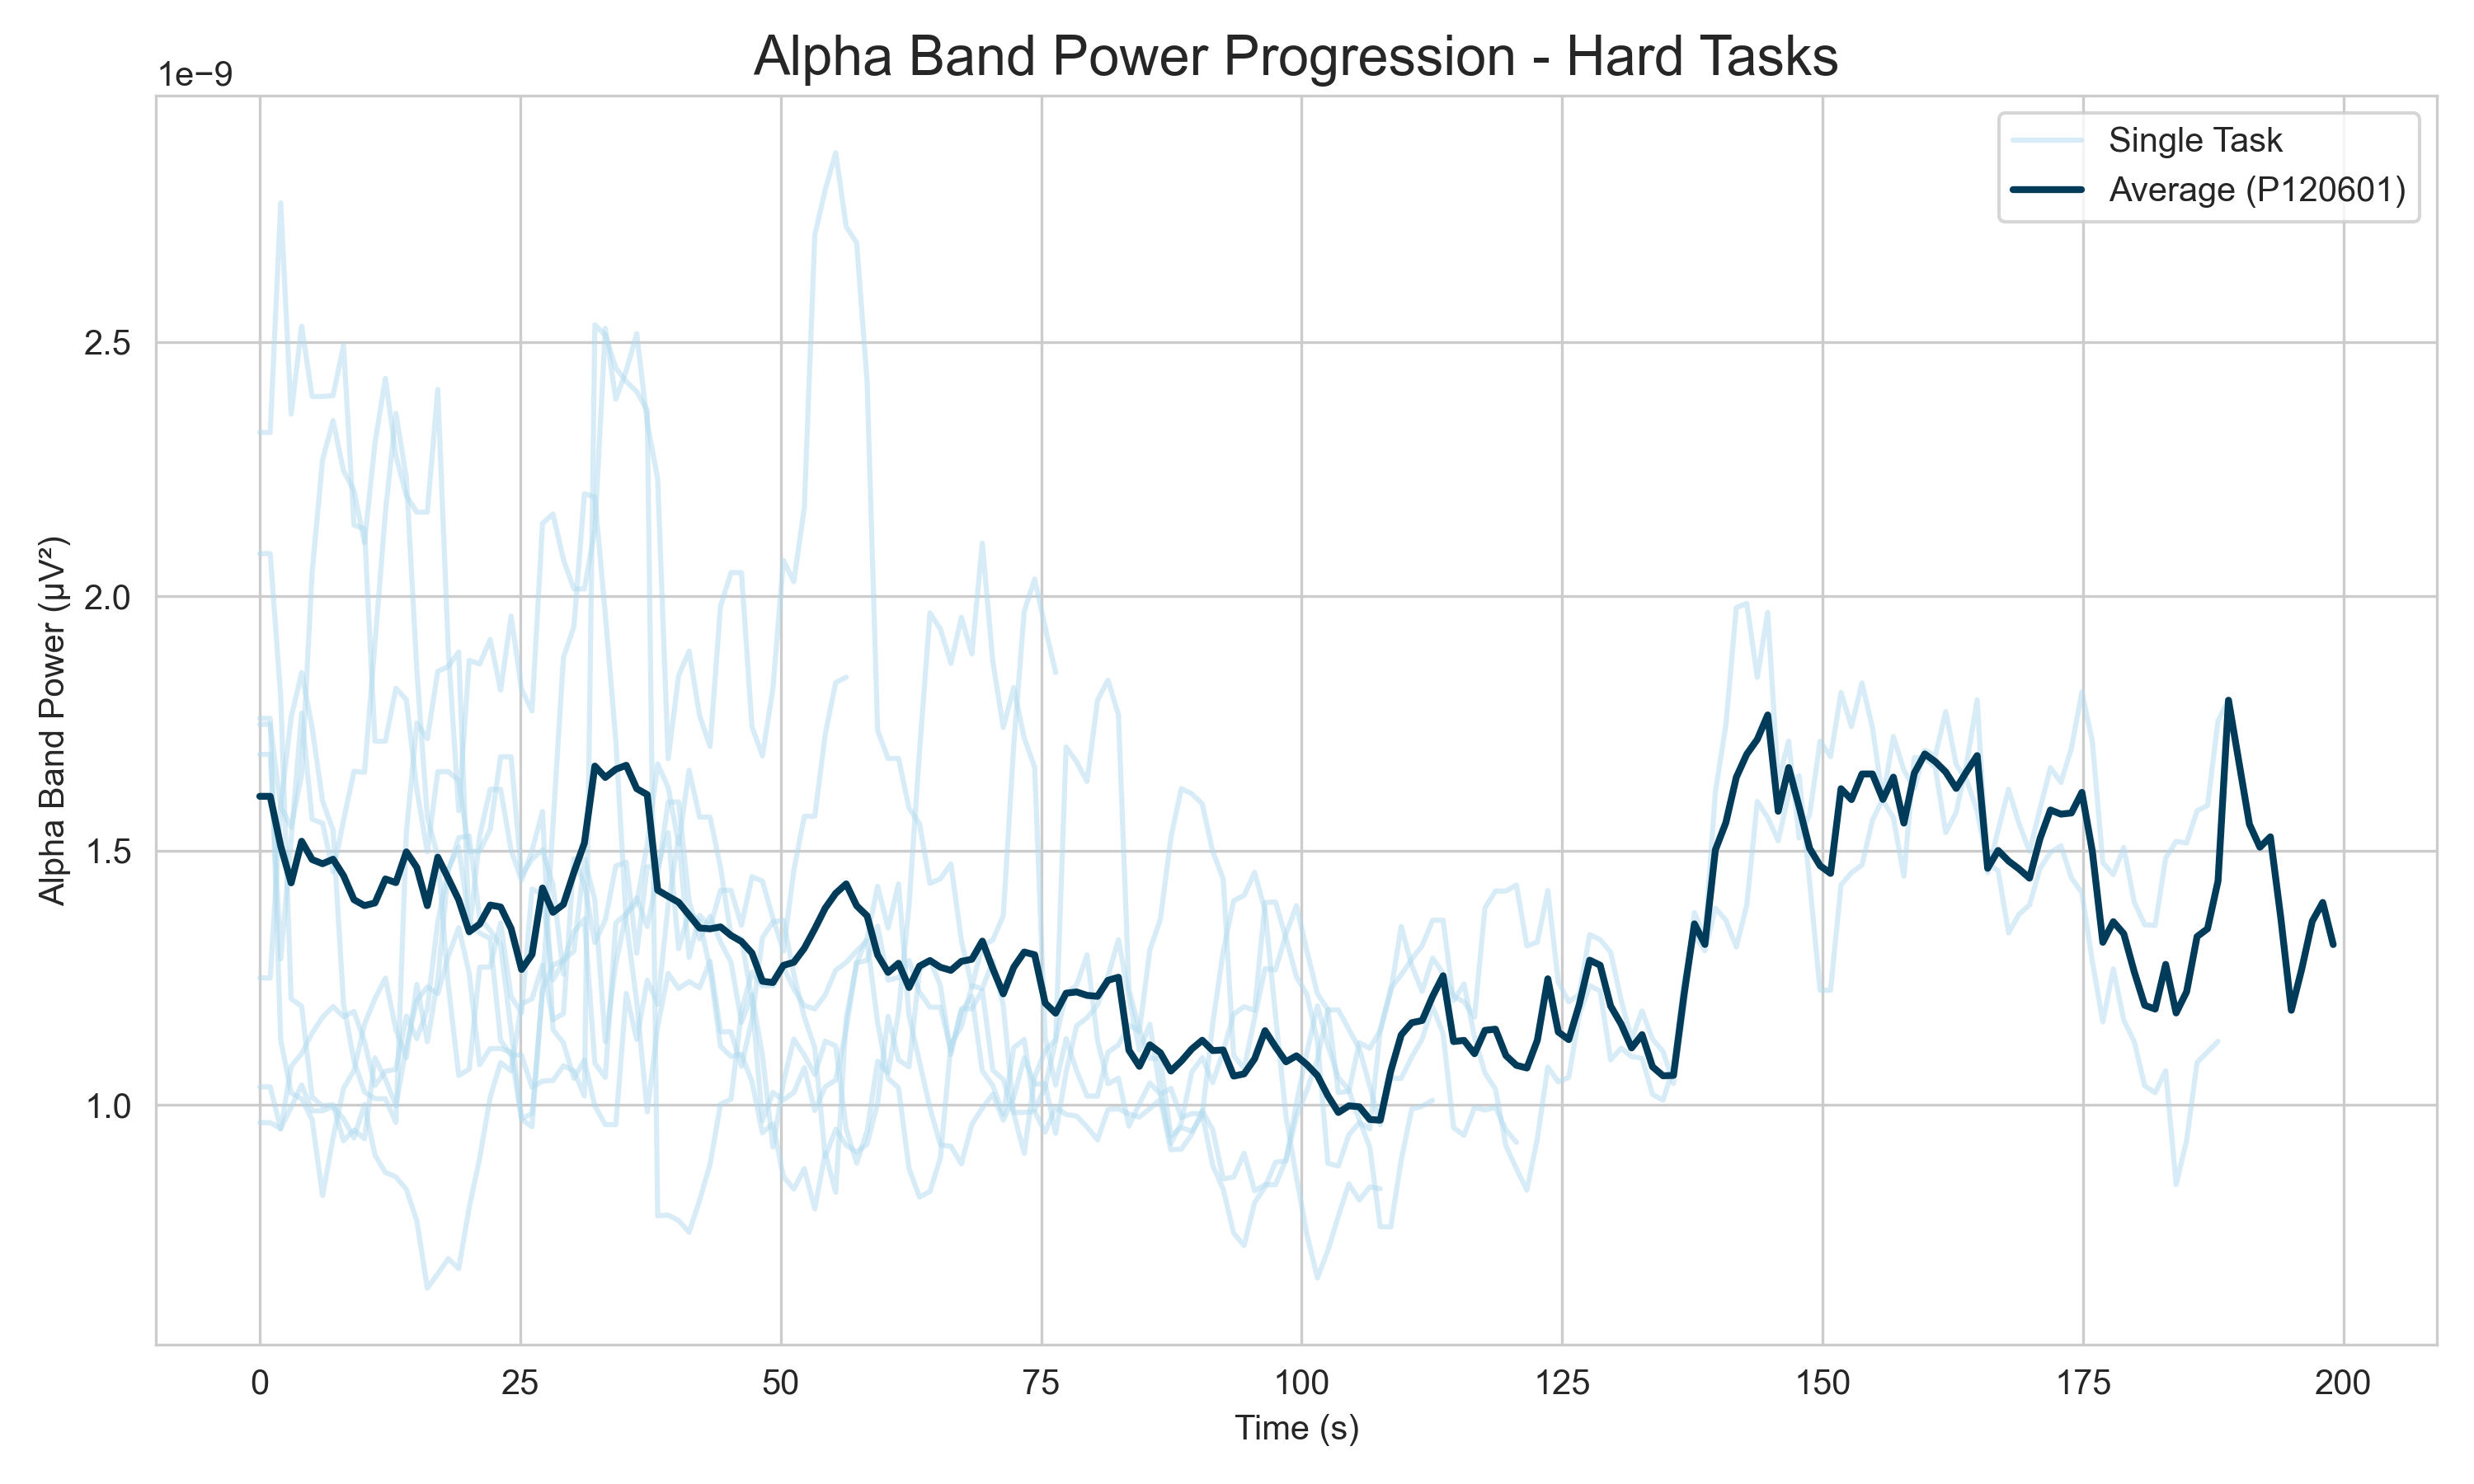 Alpha Band Power Progression - Hard Tasks
1e−9
Single Task
Average (P120601)
2.5
2.0
1.5
1.0
Alpha Band Power (µV²)
0 25 50 75 100 125 150 175 200
Time (s)